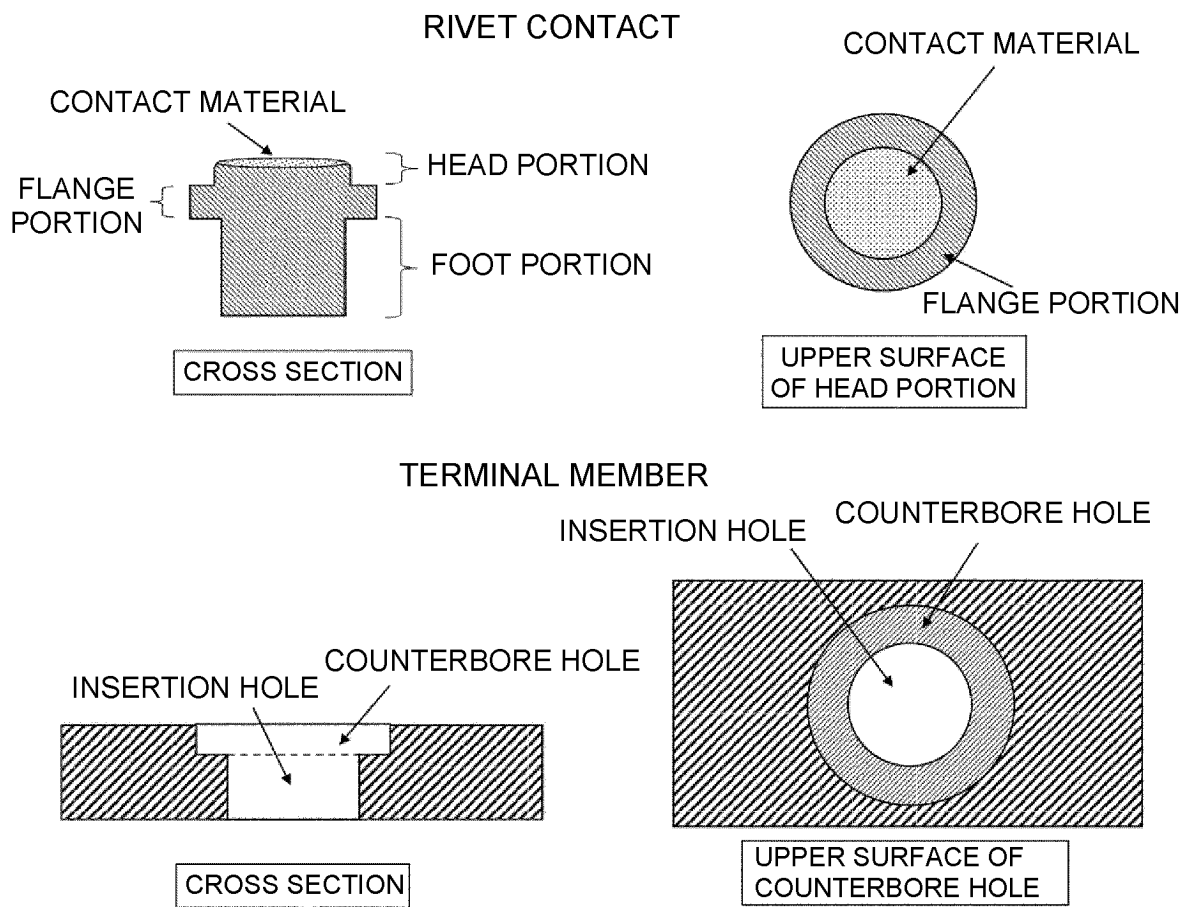 RIVET CONTACT
CONTACT MATERIAL
CONTACT MATERIAL
HEAD PORTION
FLANGE
PORTION
FOOT PORTION
FLANGE PORTION
CROSS SECTION
UPPER SURFACE
OF HEAD PORTION
TERMINAL MEMBER
INSERTION HOLE
COUNTERBORE HOLE
COUNTERBORE HOLE
INSERTION HOLE
CROSS SECTION
UPPER SURFACE OF
COUNTERBORE HOLE